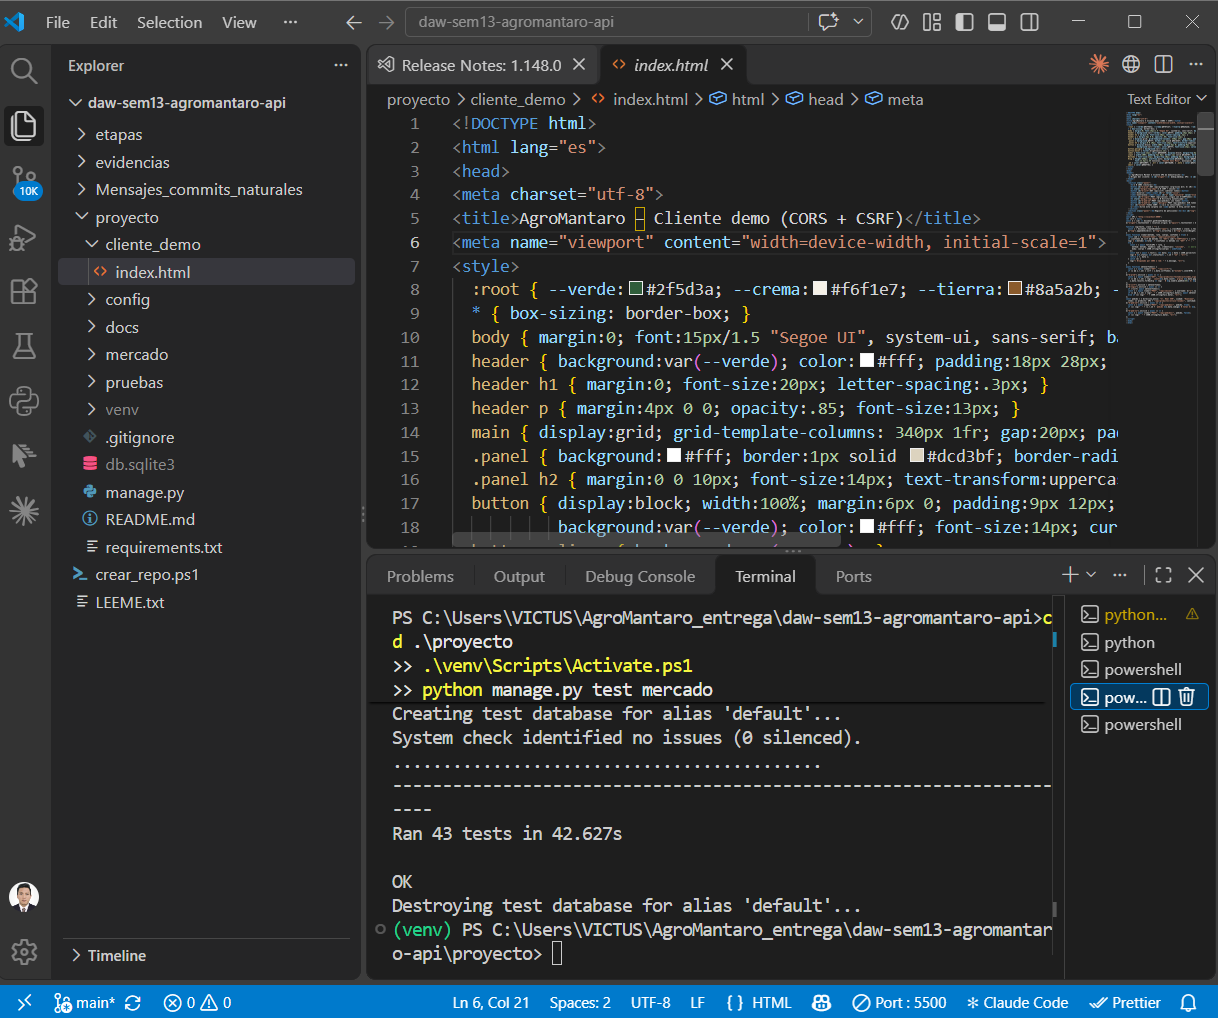 File Edit Selection View ··· daw-sem13-agromantaro-api
Explorer ···
daw-sem13-agromantaro-api
etapas
evidencias
Mensajes_commits_naturales
proyecto
cliente_demo
<> index.html
config
docs
mercado
pruebas
venv
.gitignore
db.sqlite3
manage.py
README.md
requirements.txt
crear_repo.ps1
LEEME.txt
Timeline
10K
Release Notes: 1.148.0
<> index.html
proyecto > cliente_demo > <> index.html > html > head > meta
Text Editor
1 <!DOCTYPE html>
2 <html lang="es">
3 <head>
4 <meta charset="utf-8">
5 <title>AgroMantaro – Cliente demo (CORS + CSRF)</title>
6 <meta name="viewport" content="width=device-width, initial-scale=1">
7 <style>
8 :root { --verde:#2f5d3a; --crema:#f6f1e7; --tierra:#8a5a2b; -
9 * { box-sizing: border-box; }
10 body { margin:0; font:15px/1.5 "Segoe UI", system-ui, sans-serif; ba
11 header { background:var(--verde); color:#fff; padding:18px 28px;
12 header h1 { margin:0; font-size:20px; letter-spacing:.3px; }
13 header p { margin:4px 0 0; opacity:.85; font-size:13px; }
14 main { display:grid; grid-template-columns: 340px 1fr; gap:20px; pad
15 .panel { background:#fff; border:1px solid #dcd3bf; border-radi
16 .panel h2 { margin:0 0 10px; font-size:14px; text-transform:upperca
17 button { display:block; width:100%; margin:6px 0; padding:9px 12px;
18 background:var(--verde); color:#fff; font-size:14px; cur
Problems Output Debug Console Terminal Ports
PS C:\Users\VICTUS\AgroMantaro_entrega\daw-sem13-agromantaro-api>c
d .\proyecto
>> .\venv\Scripts\Activate.ps1
>> python manage.py test mercado
Creating test database for alias 'default'...
System check identified no issues (0 silenced).
...........................................
------------------------------------------------------------------
----
Ran 43 tests in 42.627s
OK
Destroying test database for alias 'default'...
(venv) PS C:\Users\VICTUS\AgroMantaro_entrega\daw-sem13-agromantar
o-api\proyecto>
python...
python
powershell
pow...
powershell
main* 0 0 Ln 6, Col 21 Spaces: 2 UTF-8 LF { } HTML Port : 5500 Claude Code Prettier